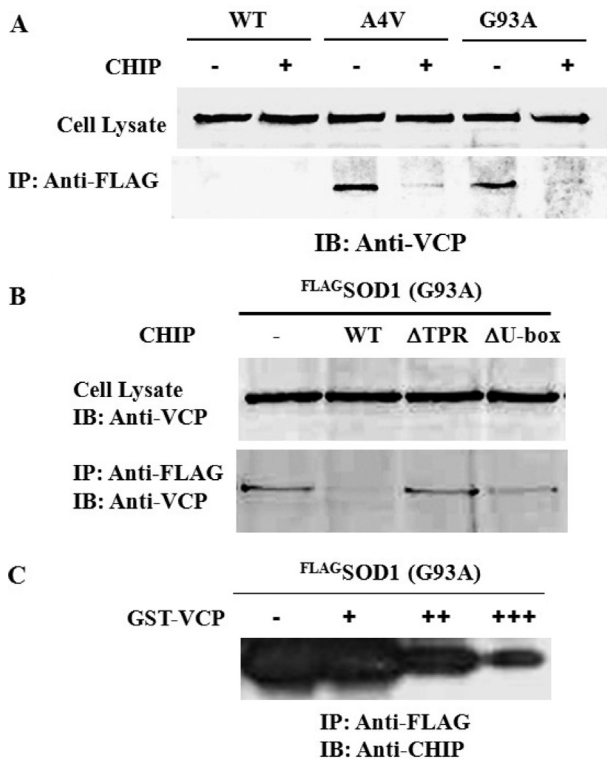 A
WT A4V G93A
CHIP - + - + - +
Cell Lysate
IP: Anti-FLAG
IB: Anti-VCP
B
FLAGSOD1 (G93A)
CHIP - WT ΔTPR ΔU-box
Cell Lysate
IB: Anti-VCP
IP: Anti-FLAG
IB: Anti-VCP
C
FLAGSOD1 (G93A)
GST-VCP - + ++ +++
IP: Anti-FLAG
IB: Anti-CHIP